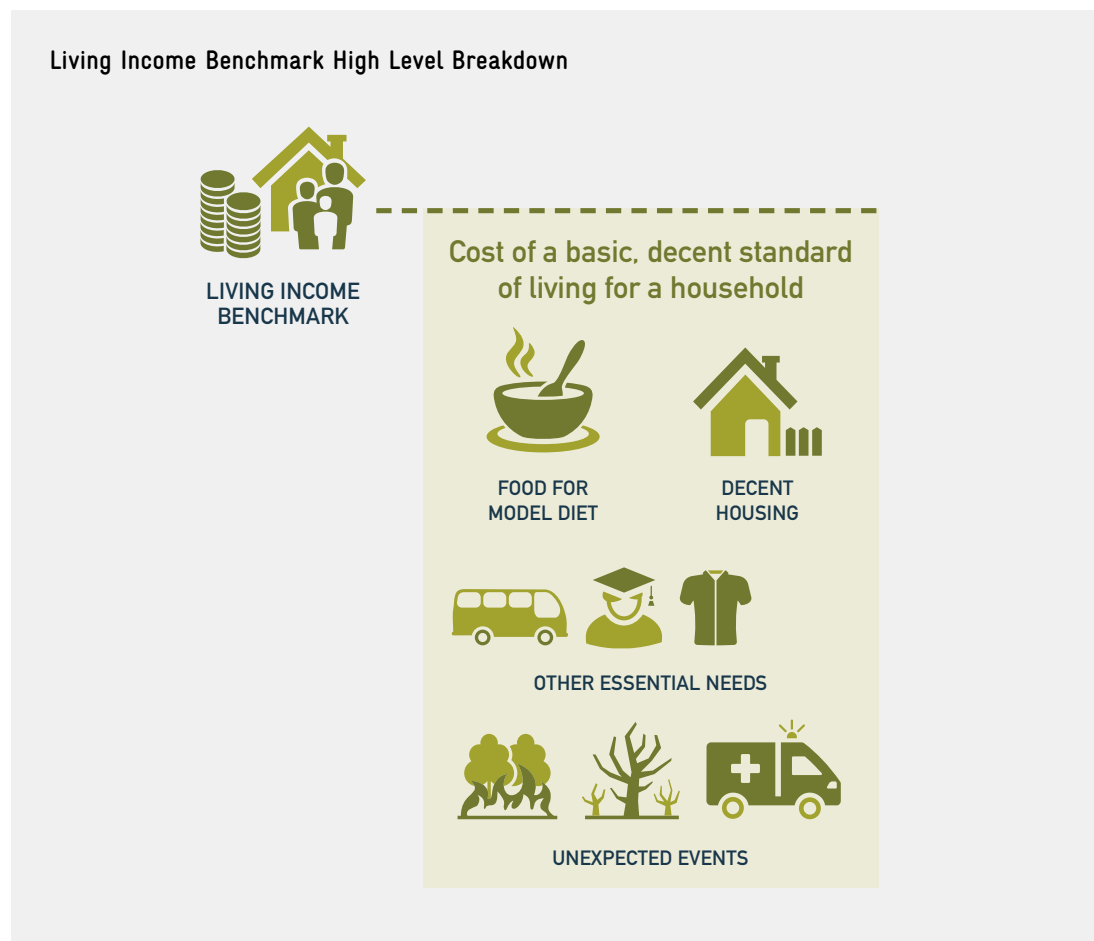 Living Income Benchmark High Level Breakdown
LIVING INCOME
BENCHMARK
Cost of a basic, decent standard
of living for a household
FOOD FOR
MODEL DIET
DECENT
HOUSING
OTHER ESSENTIAL NEEDS
UNEXPECTED EVENTS